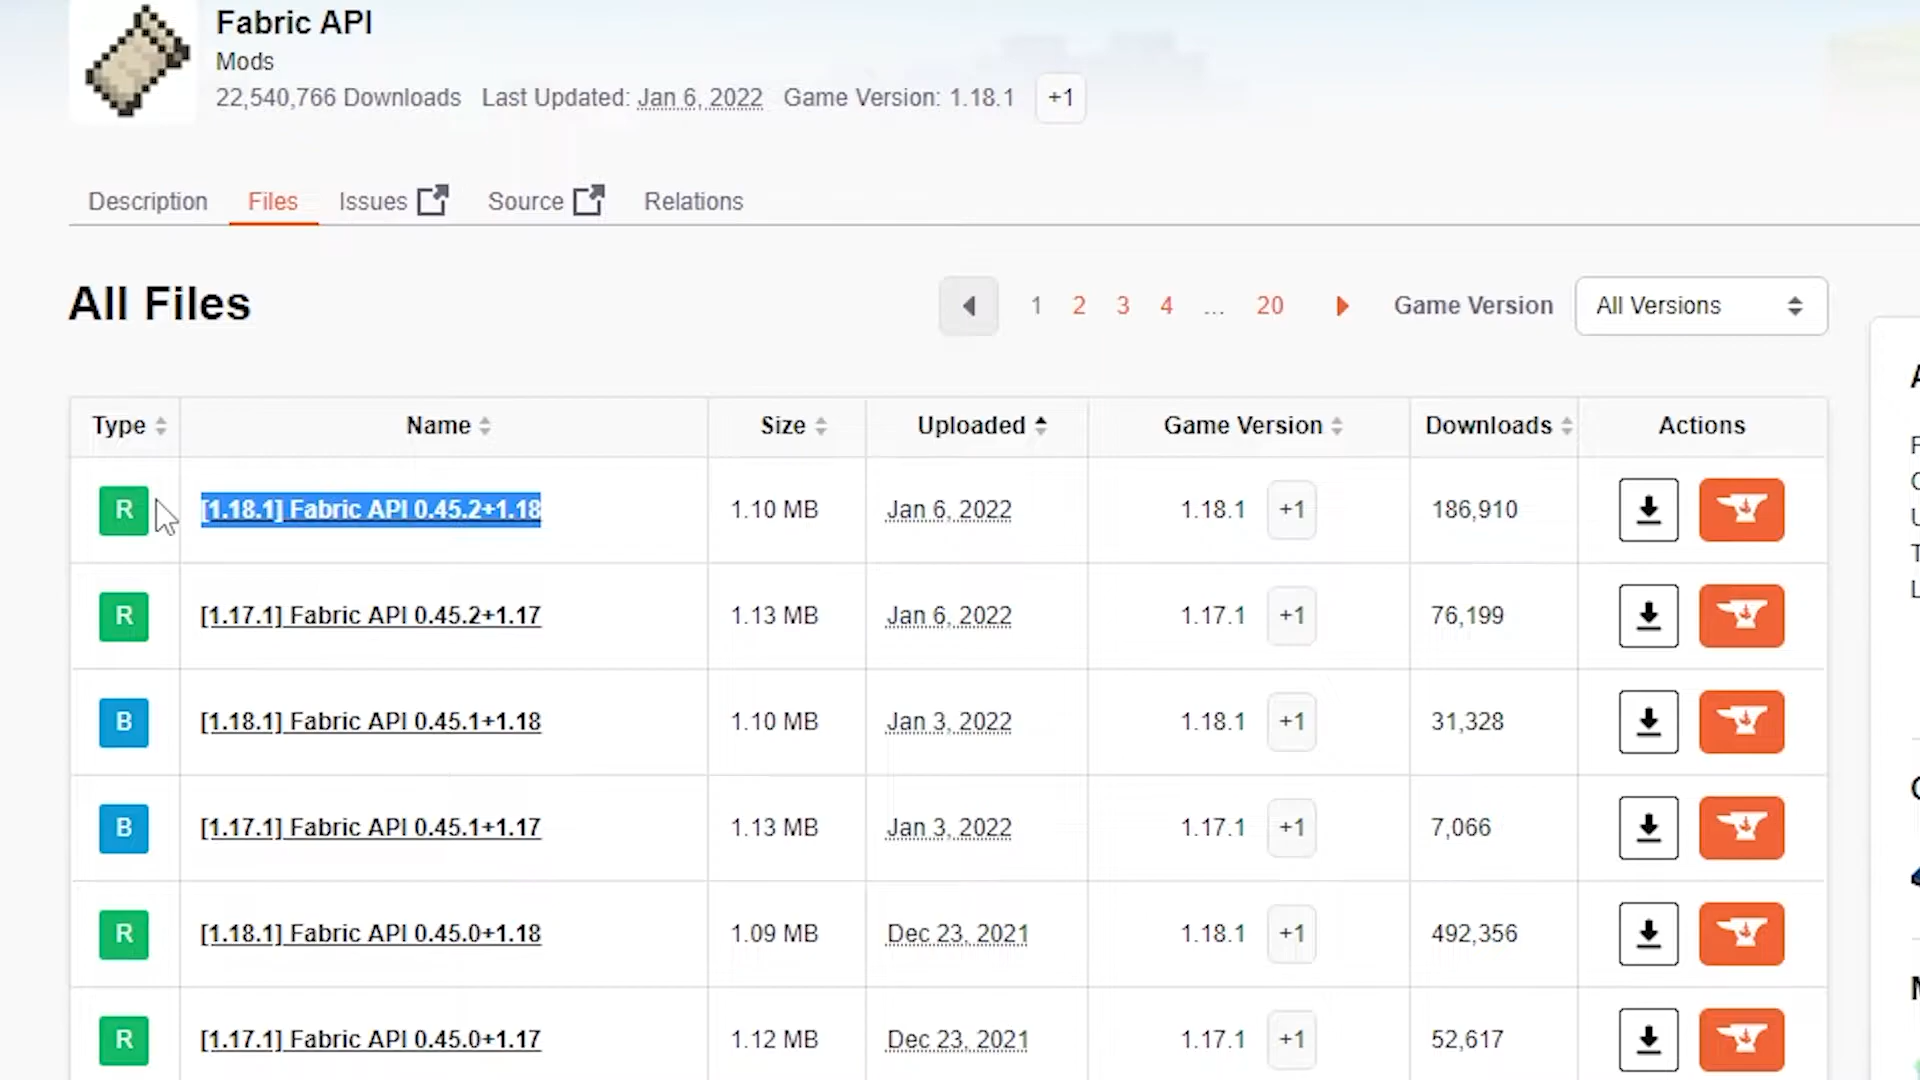 Fabric API
Mods
22,540,766 Downloads Last Updated: Jan 6, 2022 Game Version: 1.18.1 +1
Description Files Issues Source Relations
All Files 1 2 3 4 ... 20 Game Version All Versions
Type Name Size Uploaded Game Version Downloads Actions
R [1.18.1] Fabric API 0.45.2+1.18 1.10 MB Jan 6, 2022 1.18.1 +1 186,910
R [1.17.1] Fabric API 0.45.2+1.17 1.13 MB Jan 6, 2022 1.17.1 +1 76,199
B [1.18.1] Fabric API 0.45.1+1.18 1.10 MB Jan 3, 2022 1.18.1 +1 31,328
B [1.17.1] Fabric API 0.45.1+1.17 1.13 MB Jan 3, 2022 1.17.1 +1 7,066
R [1.18.1] Fabric API 0.45.0+1.18 1.09 MB Dec 23, 2021 1.18.1 +1 492,356
R [1.17.1] Fabric API 0.45.0+1.17 1.12 MB Dec 23, 2021 1.17.1 +1 52,617